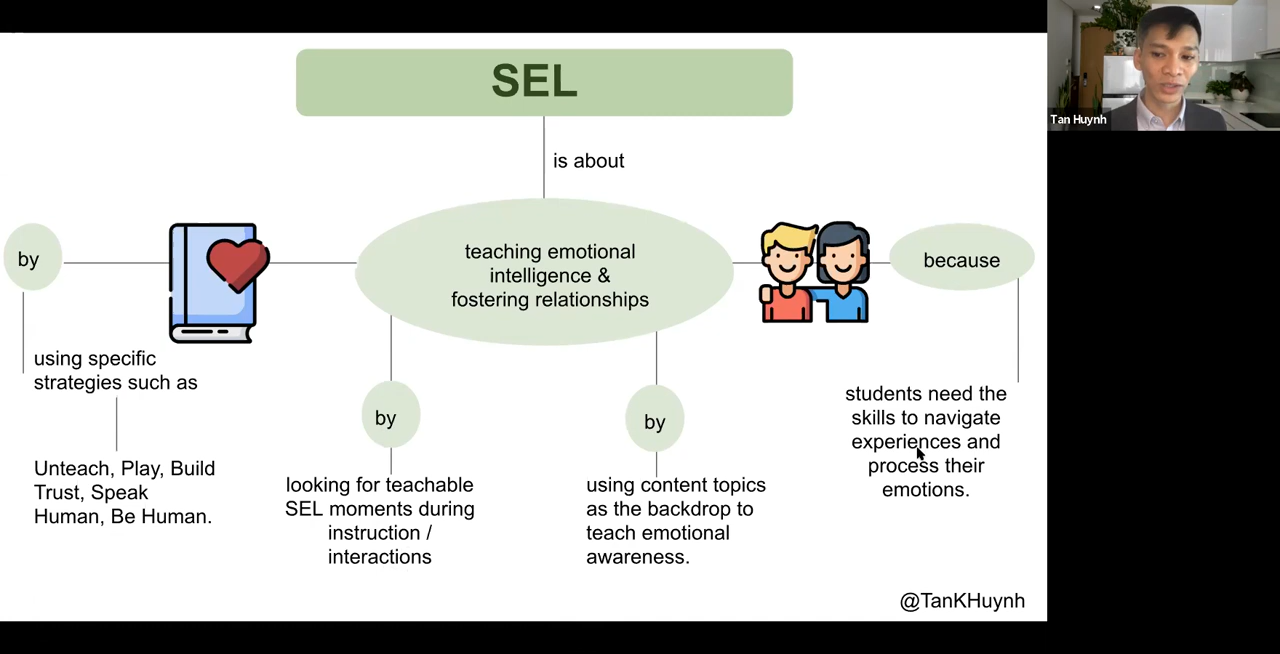 SEL
is about
teaching emotional
intelligence &
fostering relationships
by
using specific
strategies such as
Unteach, Play, Build
Trust, Speak
Human, Be Human.
by
looking for teachable
SEL moments during
instruction /
interactions
by
using content topics
as the backdrop to
teach emotional
awareness.
because
students need the
skills to navigate
experiences and
process their
emotions.
@TanKHuynh
Tan Huynh